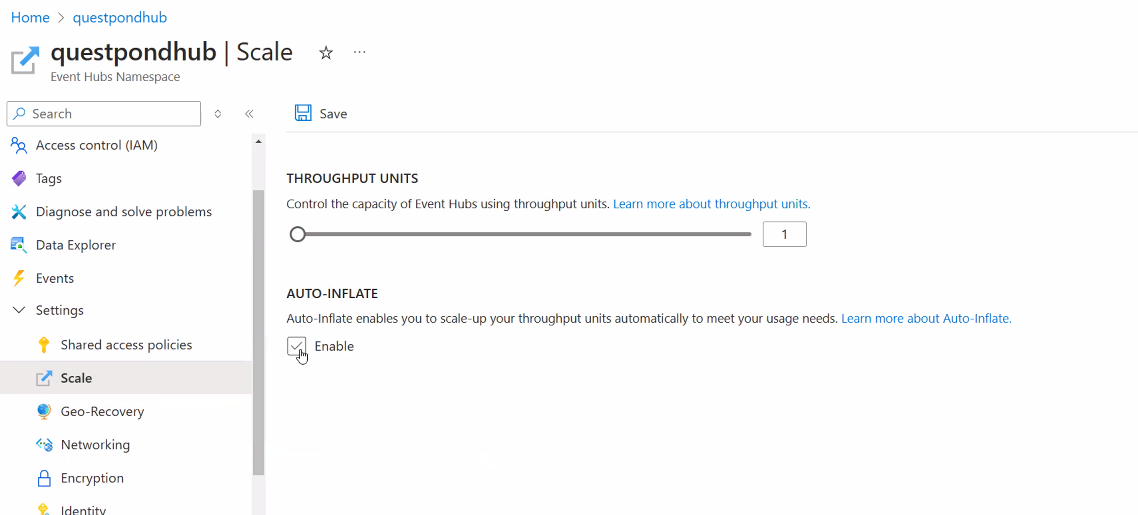 Home > questpondhub
questpondhub | Scale
Event Hubs Namespace
Search
Save
Access control (IAM)
Tags
Diagnose and solve problems
Data Explorer
Events
Settings
Shared access policies
Scale
Geo-Recovery
Networking
Encryption
Identity
THROUGHPUT UNITS
Control the capacity of Event Hubs using throughput units. Learn more about throughput units.
1
AUTO-INFLATE
Auto-Inflate enables you to scale-up your throughput units automatically to meet your usage needs. Learn more about Auto-Inflate.
Enable